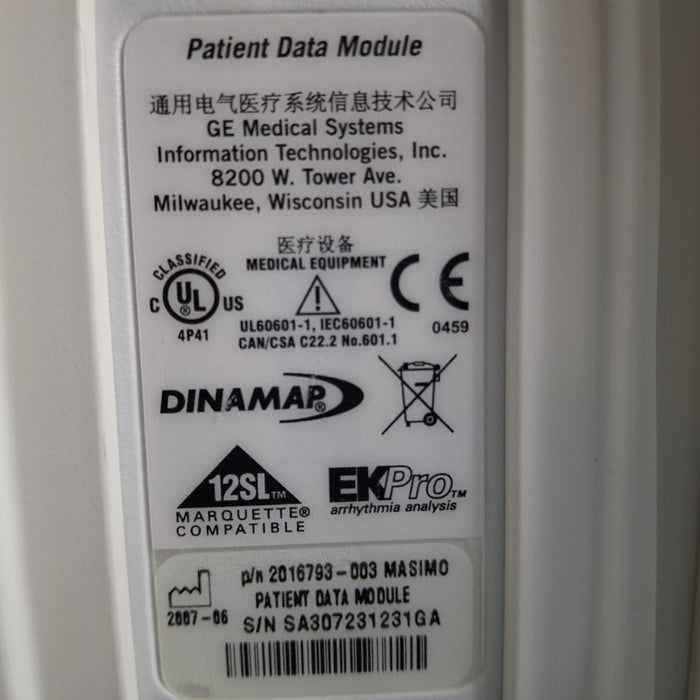 Patient Data Module
通用电气医疗系统信息技术公司
GE Medical Systems
Information Technologies, Inc.
8200 W. Tower Ave.
Milwaukee, Wisconsin USA 美国
医疗设备
MEDICAL EQUIPMENT
CLASSIFIED
C UL® US
4P41
UL60601-1, IEC60601-1
CAN/CSA C22.2 No.601.1
CE
0459
DINAMAP®
12SL™
MARQUETTE®
COMPATIBLE
EKPro™
arrhythmia analysis
2007-06
p/n 2016793-003 MASIMO
PATIENT DATA MODULE
S/N SA307231231GA